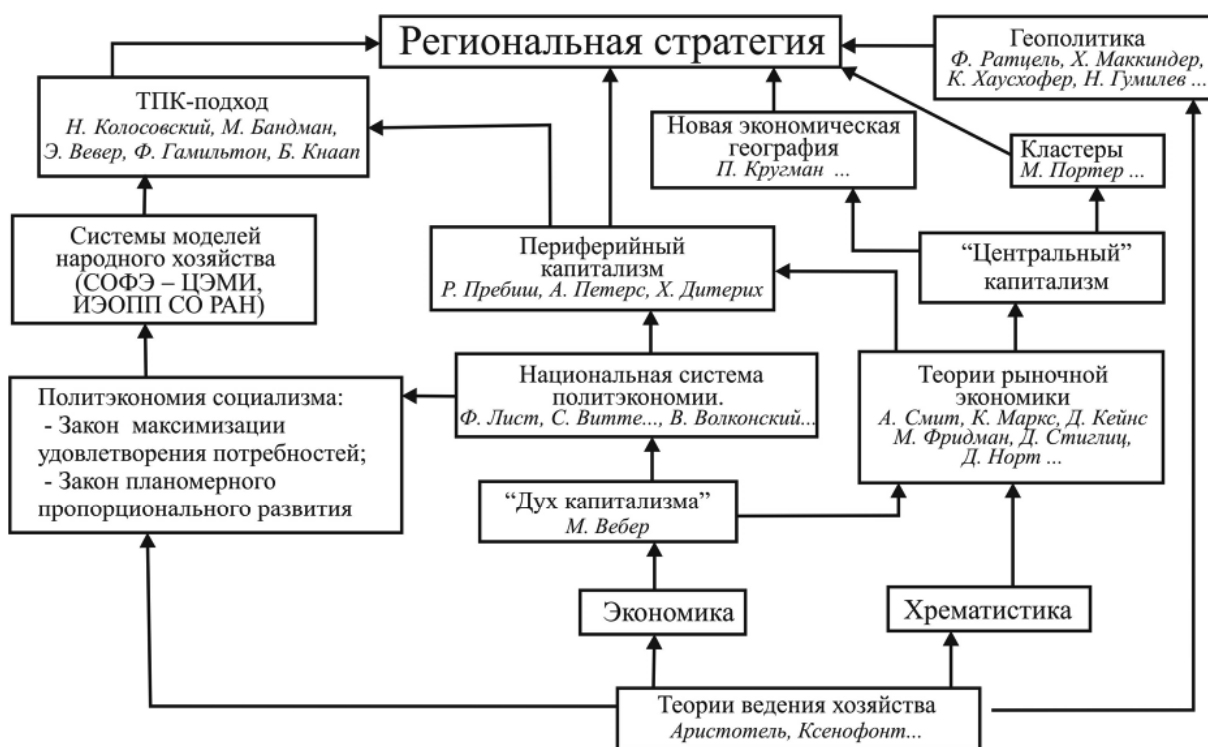 Региональная стратегия
Геополитика
Ф. Ратцель, Х. Маккиндер,
К. Хаусхофер, Н. Гумилев ...
ТПК-подход
Н. Колосовский, М. Бандман,
Э. Вевер, Ф. Гамильтон, Б. Кнаап
Новая экономическая
география
П. Кругман ...
Кластеры
М. Портер ...
Системы моделей
народного хозяйства
(СОФЭ – ЦЭМИ,
ИЭОПП СО РАН)
Периферийный
капитализм
Р. Пребиш, А. Петерс, Х. Дитерих
“Центральный”
капитализм
Политэкономия социализма:
- Закон максимизации
удовлетворения потребностей;
- Закон планомерного
пропорционального развития
Национальная система
политэкономии.
Ф. Лист, С. Витте..., В. Волконский...
Теории рыночной
экономики
А. Смит, К. Маркс, Д. Кейнс
М. Фридман, Д. Стиглиц,
Д. Норт ...
“Дух капитализма”
М. Вебер
Экономика
Хрематистика
Теории ведения хозяйства
Аристотель, Ксенофонт...